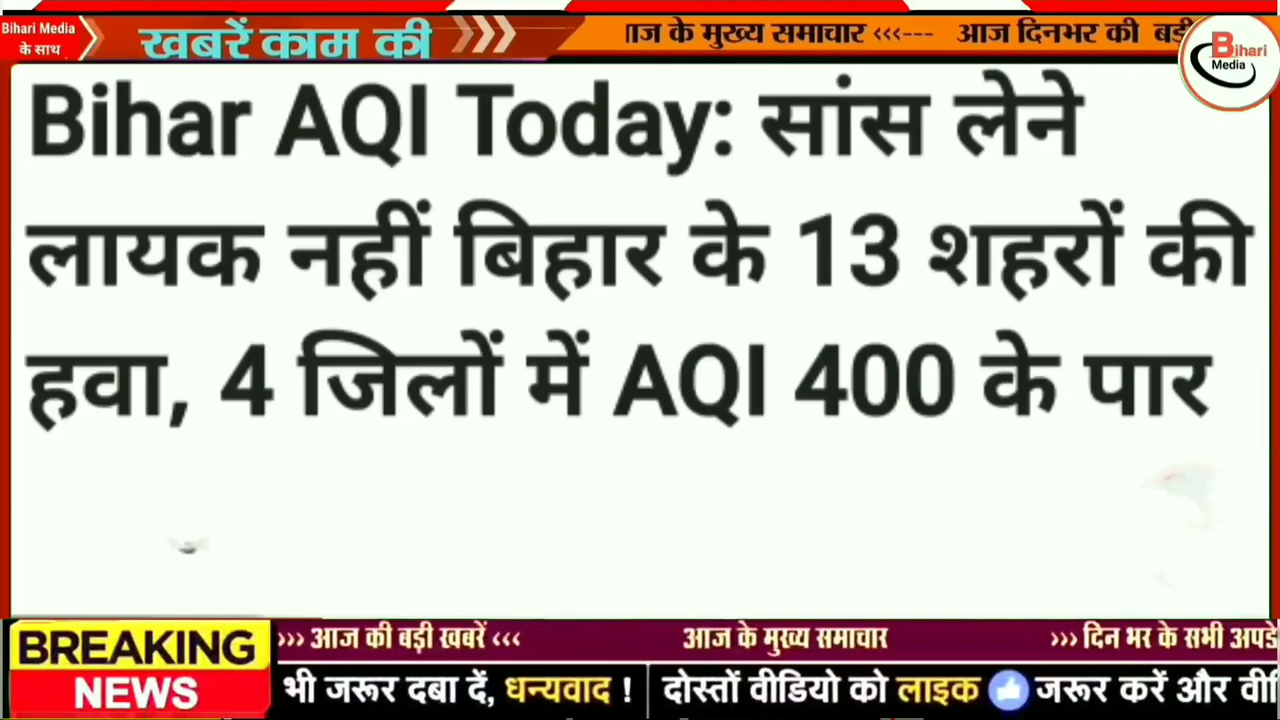 Bihari Media
के साथ
खबरें काम की
के मुख्य समाचार ‹‹‹---
आज दिनभर की
Bihari
Media
Bihar AQI Today: सांस लेने
लायक नहीं बिहार के 13 शहरों की
हवा, 4 जिलों में AQI 400 के पार
BREAKING
NEWS
››› आज की बड़ी खबरें ‹‹‹
आज के मुख्य समाचार
››› दिन भर के सभी
भी जरूर दबा दें, धन्यवाद !
दोस्तों वीडियो को लाइक 👍 जरूर करें और